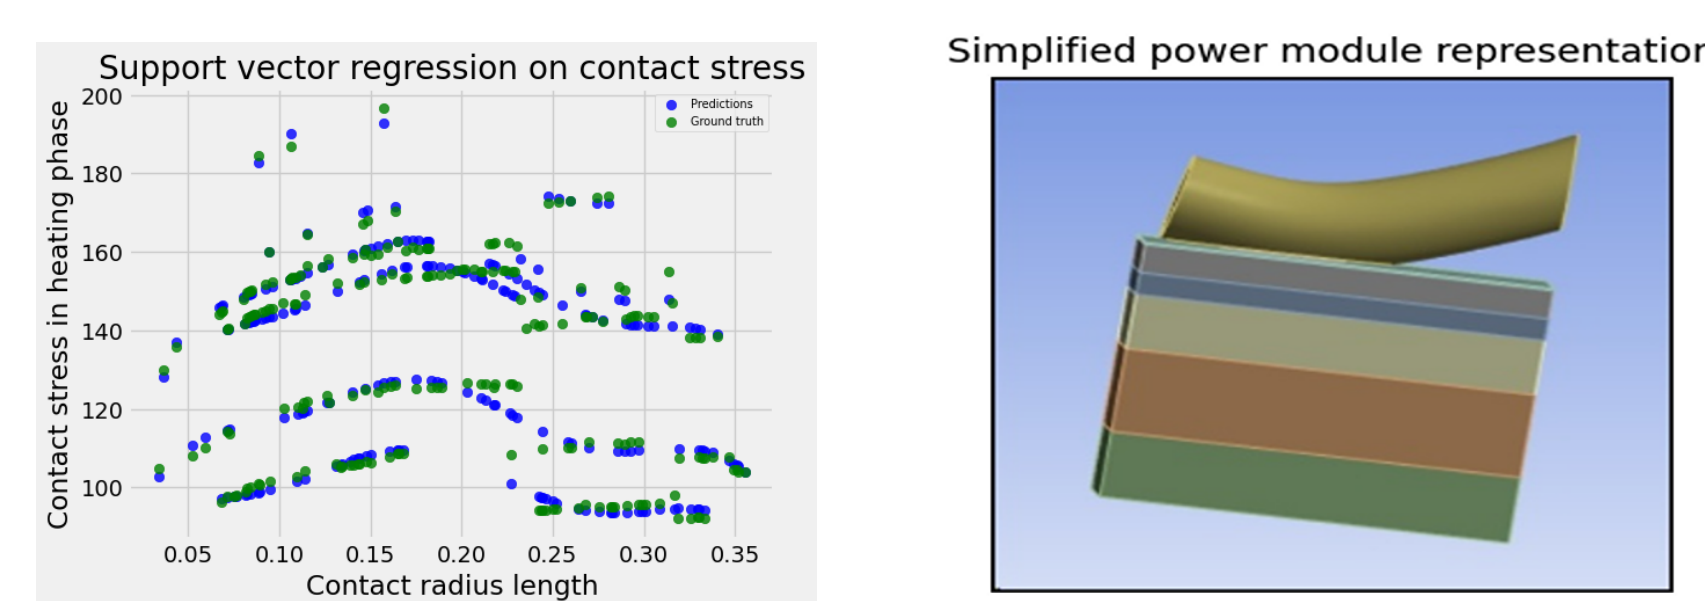 Support vector regression on contact stress
Contact stress in heating phase
200
180
160
140
120
100
Predictions
Ground truth
0.05 0.10 0.15 0.20 0.25 0.30 0.35
Contact radius length
Simplified power module representation